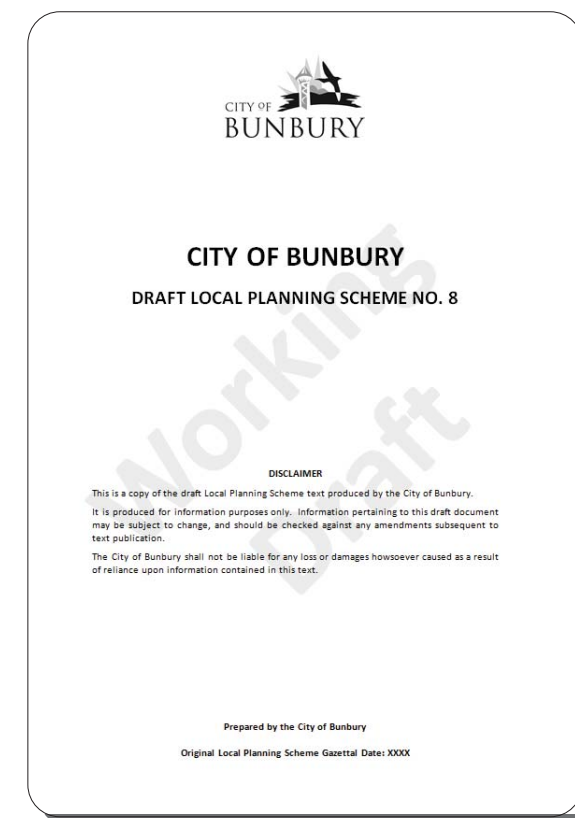 CITY OF
BUNBURY
CITY OF BUNBURY
DRAFT LOCAL PLANNING SCHEME NO. 8
Working
Draft
DISCLAIMER
This is a copy of the draft Local Planning Scheme text produced by the City of Bunbury.
It is produced for information purposes only. Information pertaining to this draft document
may be subject to change, and should be checked against any amendments subsequent to
text publication.
The City of Bunbury shall not be liable for any loss or damages howsoever caused as a result
of reliance upon information contained in this text.
Prepared by the City of Bunbury
Original Local Planning Scheme Gazettal Date: XXXX